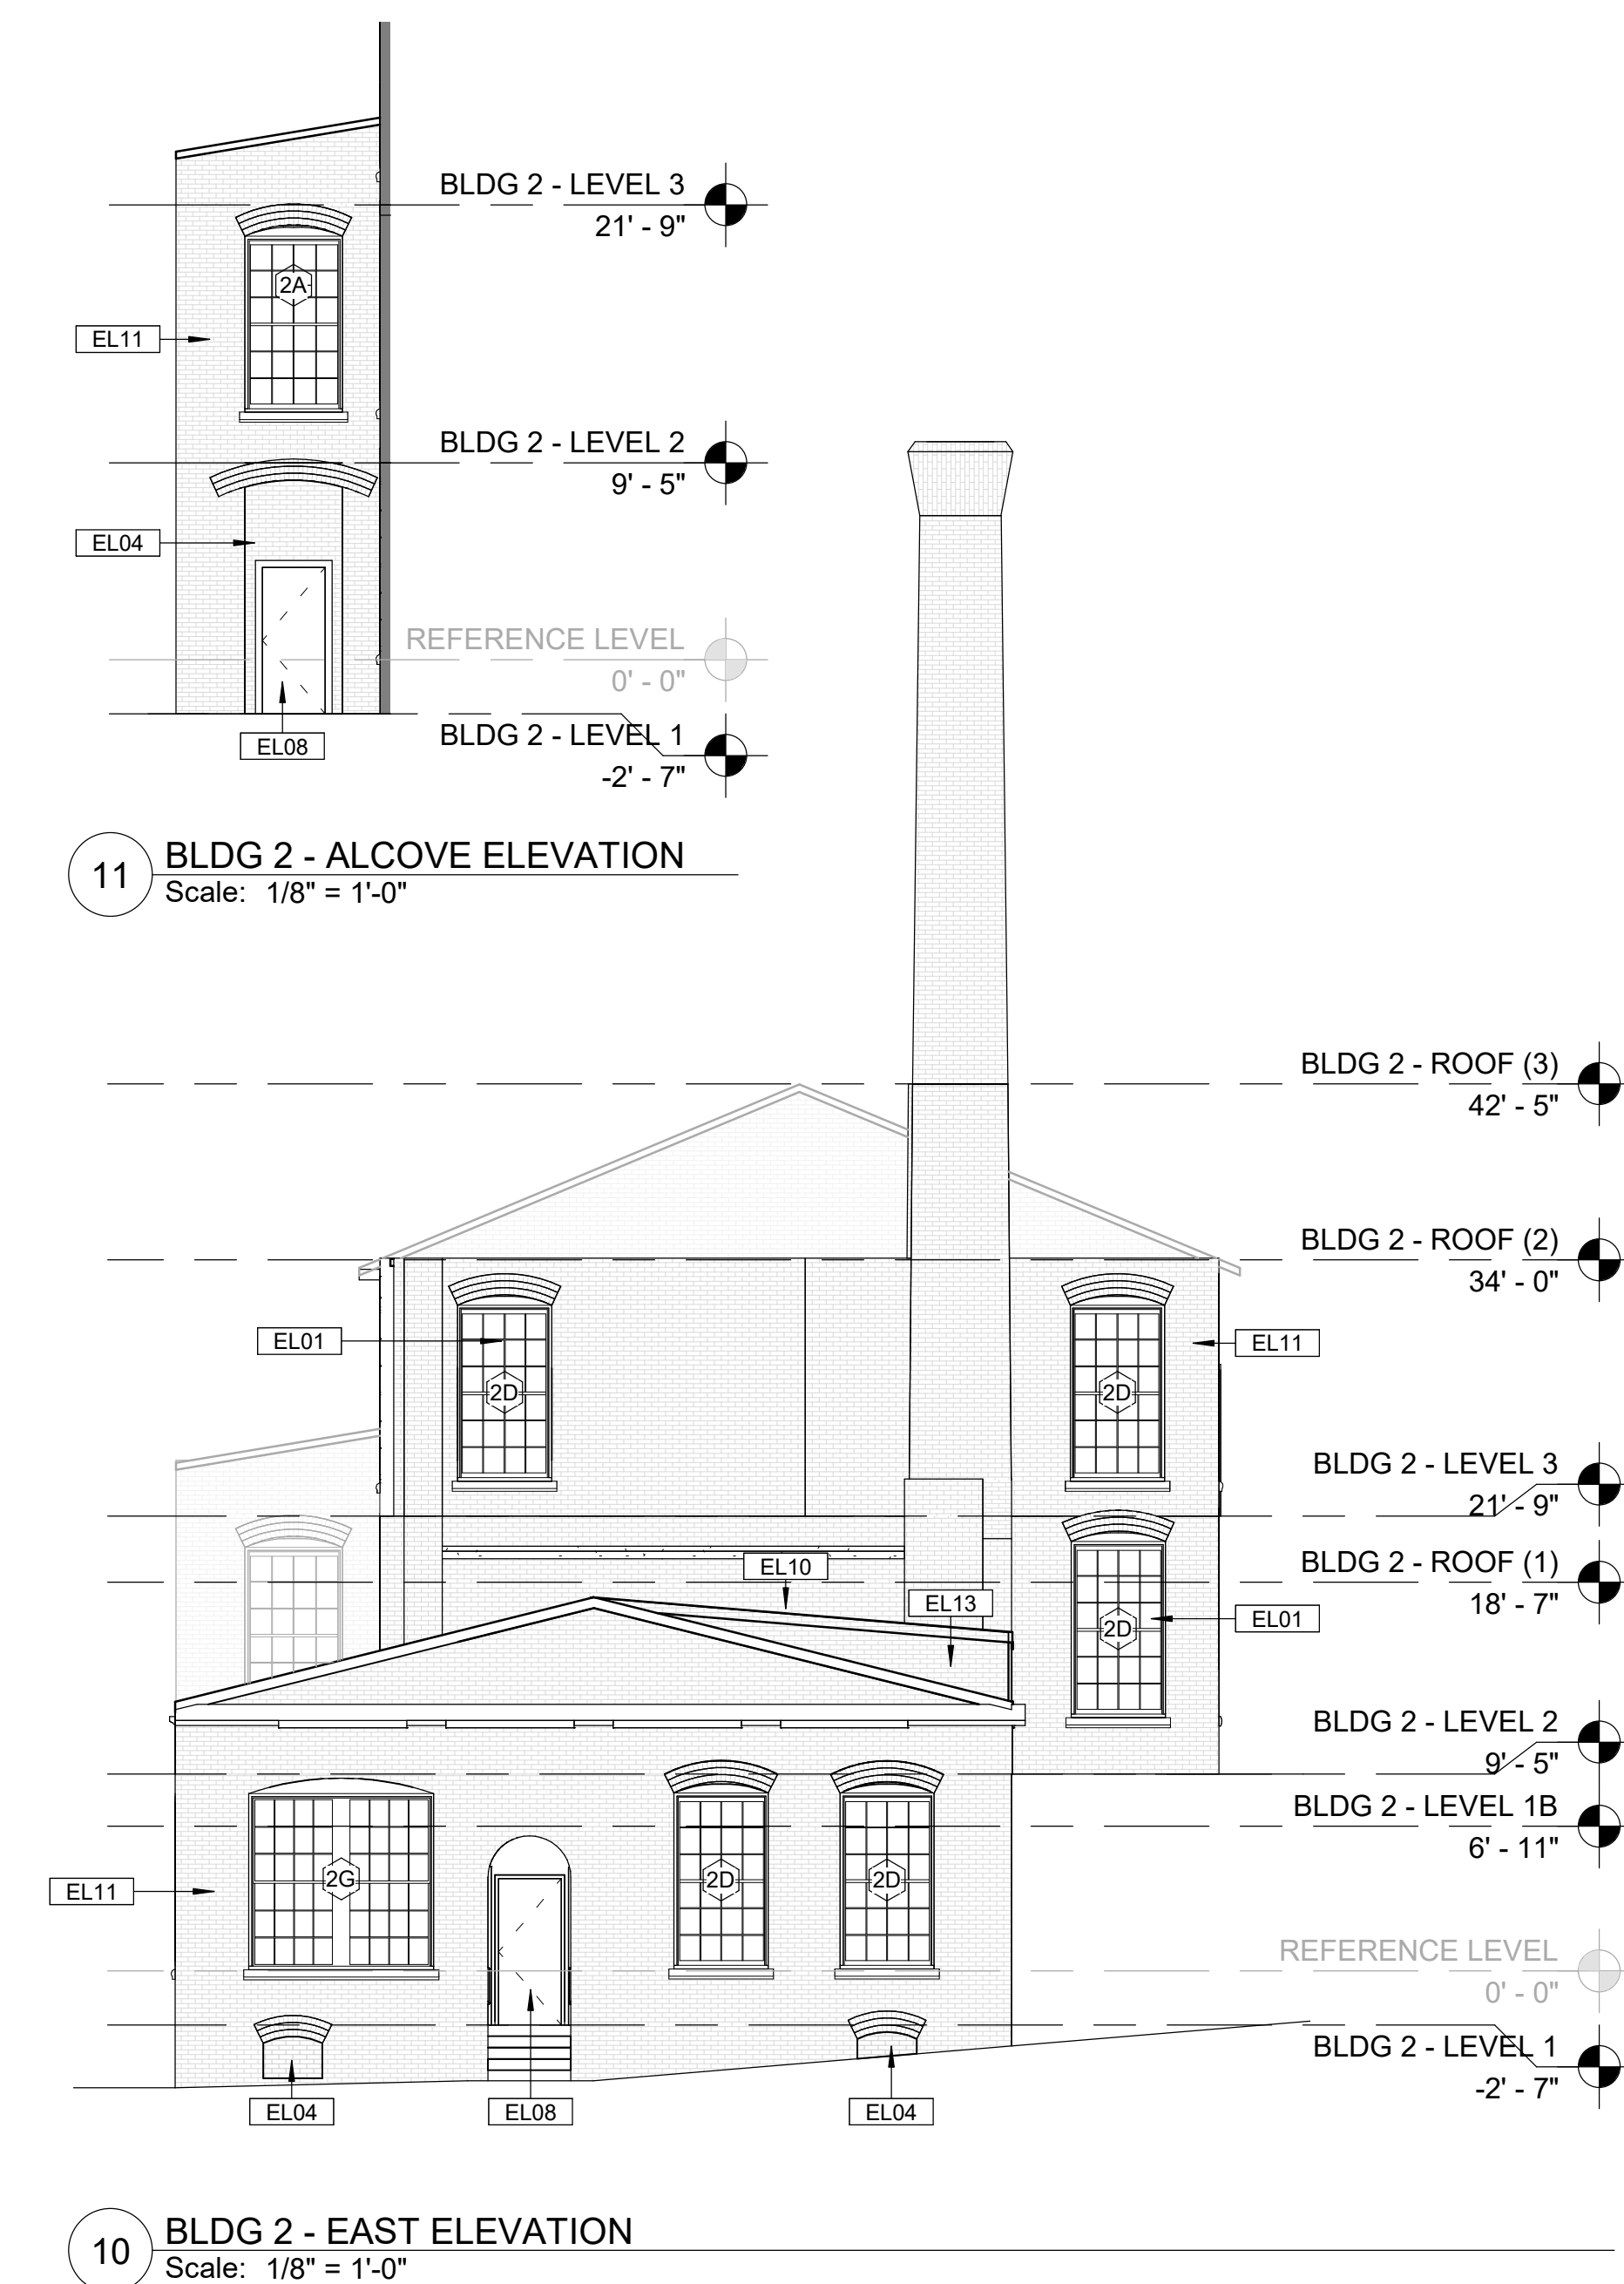 BLDG 2 - LEVEL 3
21' - 9"
2A
EL11
BLDG 2 - LEVEL 2
9' - 5"
EL04
REFERENCE LEVEL
0' - 0"
BLDG 2 - LEVEL 1
-2' - 7"
EL08
11
BLDG 2 - ALCOVE ELEVATION
Scale: 1/8" = 1'-0"
BLDG 2 - ROOF (3)
42' - 5"
BLDG 2 - ROOF (2)
34' - 0"
EL01
EL11
2D
2D
BLDG 2 - LEVEL 3
21' - 9"
BLDG 2 - ROOF (1)
18' - 7"
EL10
EL13
EL01
2D
BLDG 2 - LEVEL 2
9' - 5"
BLDG 2 - LEVEL 1B
6' - 11"
EL11
2G
2D
2D
REFERENCE LEVEL
0' - 0"
BLDG 2 - LEVEL 1
-2' - 7"
EL04
EL08
EL04
10
BLDG 2 - EAST ELEVATION
Scale: 1/8" = 1'-0"